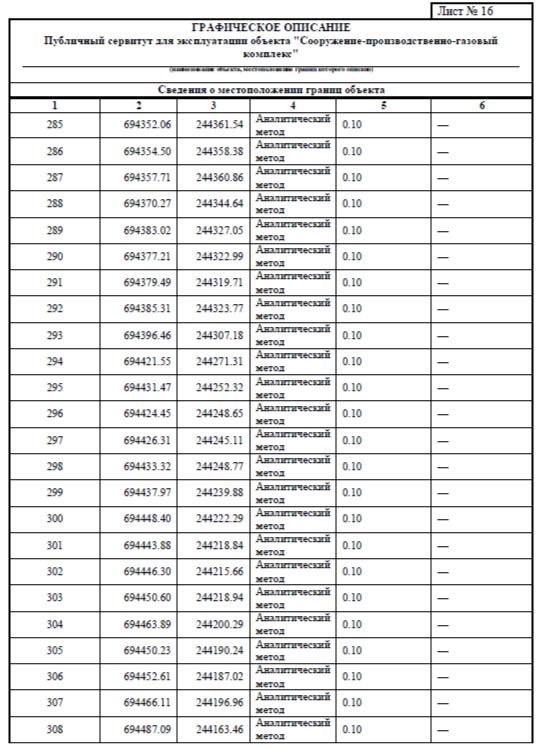 Лист № 16
ГРАФИЧЕСКОЕ ОПИСАНИЕ
Публичный сервитут для эксплуатации объекта "Сооружение-производственно-газовый
комплекс"
(наименование объекта, местоположение границ которого описано)
Сведения о местоположении границ объекта
1 2 3 4 5 6
285 694352.06 244361.54 Аналитический метод 0.10 —
286 694354.50 244358.38 Аналитический метод 0.10 —
287 694357.71 244360.86 Аналитический метод 0.10 —
288 694370.27 244344.64 Аналитический метод 0.10 —
289 694383.02 244327.05 Аналитический метод 0.10 —
290 694377.21 244322.99 Аналитический метод 0.10 —
291 694379.49 244319.71 Аналитический метод 0.10 —
292 694385.31 244323.77 Аналитический метод 0.10 —
293 694396.46 244307.18 Аналитический метод 0.10 —
294 694421.55 244271.31 Аналитический метод 0.10 —
295 694431.47 244252.32 Аналитический метод 0.10 —
296 694424.45 244248.65 Аналитический метод 0.10 —
297 694426.31 244245.11 Аналитический метод 0.10 —
298 694433.32 244248.77 Аналитический метод 0.10 —
299 694437.97 244239.88 Аналитический метод 0.10 —
300 694448.40 244222.29 Аналитический метод 0.10 —
301 694443.88 244218.84 Аналитический метод 0.10 —
302 694446.30 244215.66 Аналитический метод 0.10 —
303 694450.60 244218.94 Аналитический метод 0.10 —
304 694463.89 244200.29 Аналитический метод 0.10 —
305 694450.23 244190.24 Аналитический метод 0.10 —
306 694452.61 244187.02 Аналитический метод 0.10 —
307 694466.11 244196.96 Аналитический метод 0.10 —
308 694487.09 244163.46 Аналитический метод 0.10 —